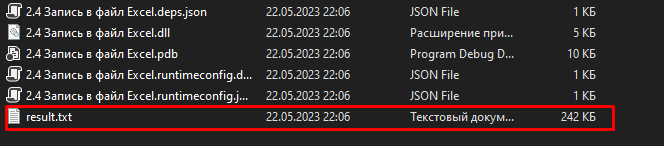 2.4 Запись в файл Excel.deps.json 22.05.2023 22:06 JSON File 1 КБ
2.4 Запись в файл Excel.dll 22.05.2023 22:06 Расширение при... 5 КБ
2.4 Запись в файл Excel.pdb 22.05.2023 22:06 Program Debug D... 10 КБ
2.4 Запись в файл Excel.runtimeconfig.d... 22.05.2023 22:06 JSON File 1 КБ
2.4 Запись в файл Excel.runtimeconfig.j... 22.05.2023 22:06 JSON File 1 КБ
result.txt 22.05.2023 22:06 Текстовый докум... 242 КБ